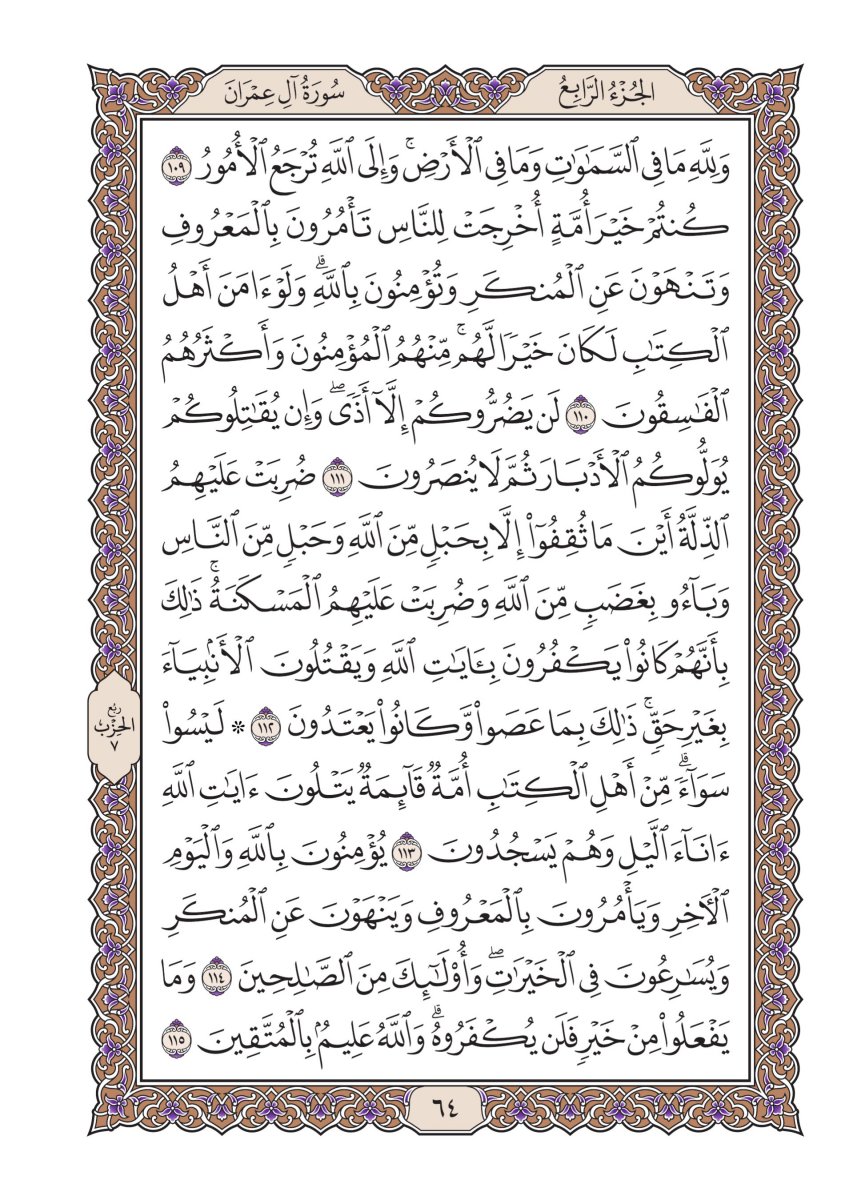 الجُزْءُ الرَّابِعُ
سُورَةُ آلِ عِمْرَانَ
وَلِلَّهِ مَا فِي ٱلسَّمَٰوَٰتِ وَمَا فِي ٱلْأَرْضِۚ وَإِلَى ٱللَّهِ تُرْجَعُ ٱلْأُمُورُ ١٠٩
كُنتُمْ خَيْرَ أُمَّةٍ أُخْرِجَتْ لِلنَّاسِ تَأْمُرُونَ بِٱلْمَعْرُوفِ
وَتَنْهَوْنَ عَنِ ٱلْمُنكَرِ وَتُؤْمِنُونَ بِٱللَّهِۗ وَلَوْ ءَامَنَ أَهْلُ
ٱلْكِتَٰبِ لَكَانَ خَيْرًا لَّهُمۚ مِّنْهُمُ ٱلْمُؤْمِنُونَ وَأَكْثَرُهُمُ
ٱلْفَٰسِقُونَ ١١٠ لَن يَضُرُّوكُمْ إِلَّآ أَذًىۖ وَإِن يُقَٰتِلُوكُمْ
يُوَلُّوكُمُ ٱلْأَدْبَارَ ثُمَّ لَا يُنصَرُونَ ١١١ ضُرِبَتْ عَلَيْهِمُ
ٱلذِّلَّةُ أَيْنَ مَا ثُقِفُوٓا۟ إِلَّا بِحَبْلٍ مِّنَ ٱللَّهِ وَحَبْلٍ مِّنَ ٱلنَّاسِ
وَبَآءُو بِغَضَبٍ مِّنَ ٱللَّهِ وَضُرِبَتْ عَلَيْهِمُ ٱلْمَسْكَنَةُۚ ذَٰلِكَ
بِأَنَّهُمْ كَانُوا۟ يَكْفُرُونَ بِـَٔايَٰتِ ٱللَّهِ وَيَقْتُلُونَ ٱلْأَنۢبِيَآءَ
بِغَيْرِ حَقٍّۚ ذَٰلِكَ بِمَا عَصَوا۟ وَّكَانُوا۟ يَعْتَدُونَ ١١٢ * لَيْسُوا۟
رُبْعُ
الحِزْبِ
٧
سَوَآءًۗ مِّنْ أَهْلِ ٱلْكِتَٰبِ أُمَّةٌ قَآئِمَةٌ يَتْلُونَ ءَايَٰتِ ٱللَّهِ
ءَانَآءَ ٱلَّيْلِ وَهُمْ يَسْجُدُونَ ١١٣ يُؤْمِنُونَ بِٱللَّهِ وَٱلْيَوْمِ
ٱلْـَٔاخِرِ وَيَأْمُرُونَ بِٱلْمَعْرُوفِ وَيَنْهَوْنَ عَنِ ٱلْمُنكَرِ
وَيُسَٰرِعُونَ فِي ٱلْخَيْرَٰتِۖ وَأُو۟لَٰٓئِكَ مِنَ ٱلصَّٰلِحِينَ ١١٤ وَمَا
يَفْعَلُوا۟ مِنْ خَيْرٍ فَلَن يُكْفَرُوهُۗ وَٱللَّهُ عَلِيمٌۢ بِٱلْمُتَّقِينَ ١١٥
٦٤